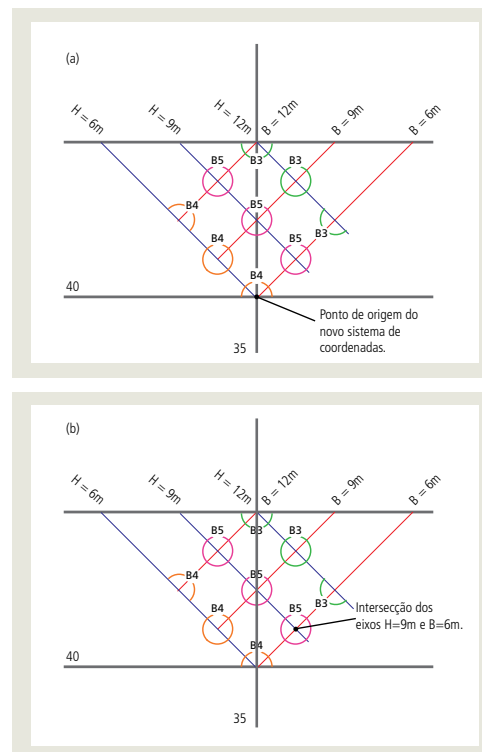 (a)
H = 6m
H = 9m
H = 12m
B = 12m
B = 9m
B = 6m
B5
B3
B3
B4
B5
B3
B4
B5
B4
40
Ponto de origem do
novo sistema de
coordenadas.
35
(b)
H = 6m
H = 9m
H = 12m
B = 12m
B = 9m
B = 6m
B5
B3
B3
B4
B5
B3
B4
B5
Intersecção dos
eixos H=9m e B=6m.
B4
40
35